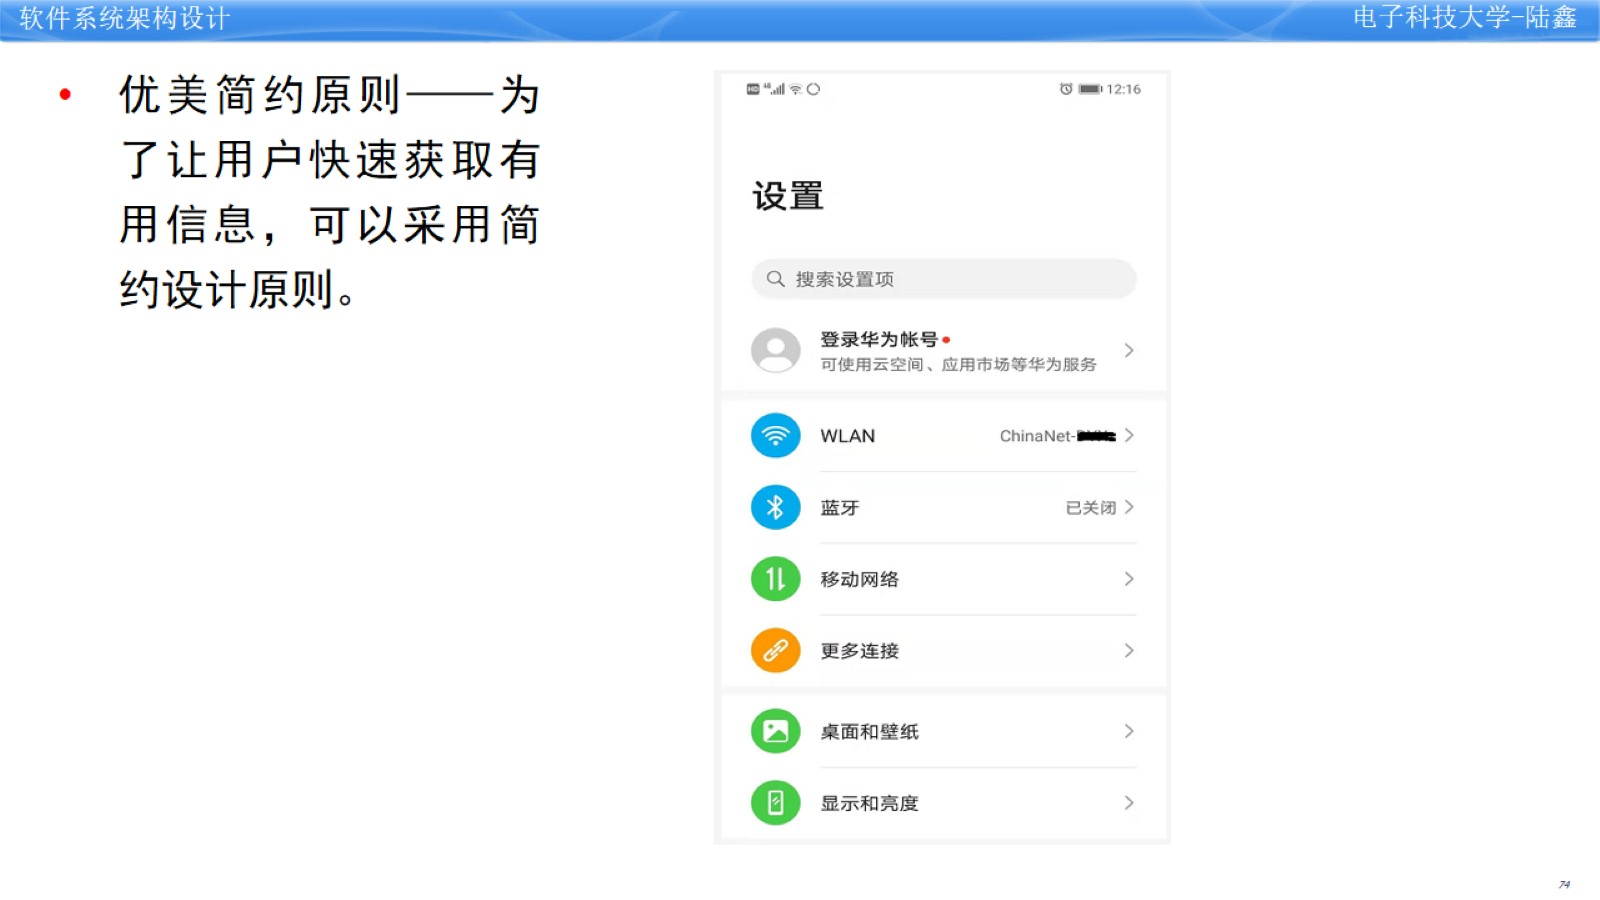 软件系统架构设计
电子科技大学-陆鑫
• 优美简约原则——为
了让用户快速获取有
用信息，可以采用简
约设计原则。
HD 46 12:16
设置
搜索设置项
登录华为帐号
可使用云空间、应用市场等华为服务
WLAN ChinaNet-
蓝牙 已关闭
移动网络
更多连接
桌面和壁纸
显示和亮度
74